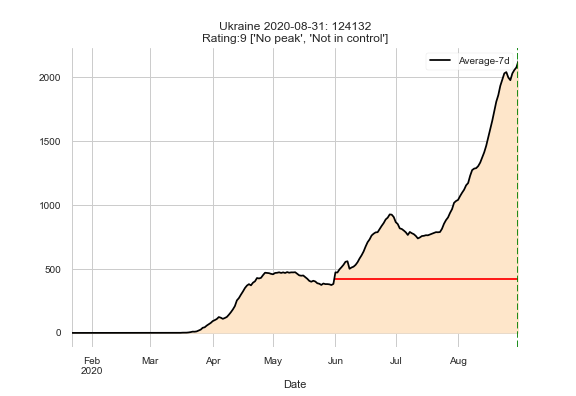 Ukraine 2020-08-31: 124132
Rating:9 ['No peak', 'Not in control']
Average-7d
2000
1500
1000
500
0
Feb Mar Apr May Jun Jul Aug
2020
Date